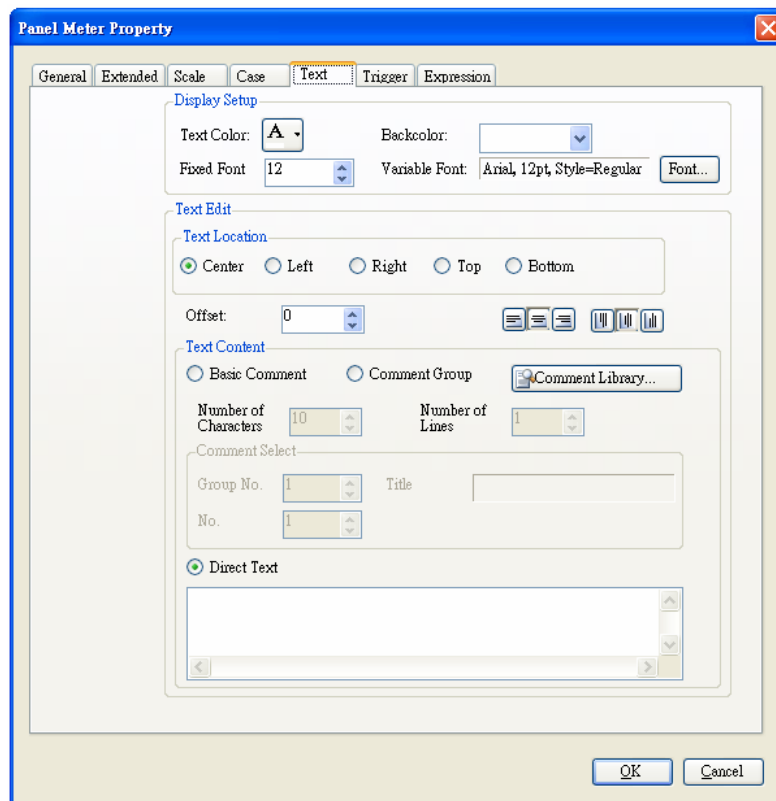 Panel Meter Property
General Extended Scale Case Text Trigger Expression
Display Setup
Text Color: A Backcolor:
Fixed Font 12 Variable Font: Arial, 12pt, Style=Regular Font...
Text Edit
Text Location
Center Left Right Top Bottom
Offset: 0
Text Content
Basic Comment Comment Group Comment Library...
Number of Characters 10 Number of Lines 1
Comment Select
Group No. 1 Title
No. 1
Direct Text
OK Cancel